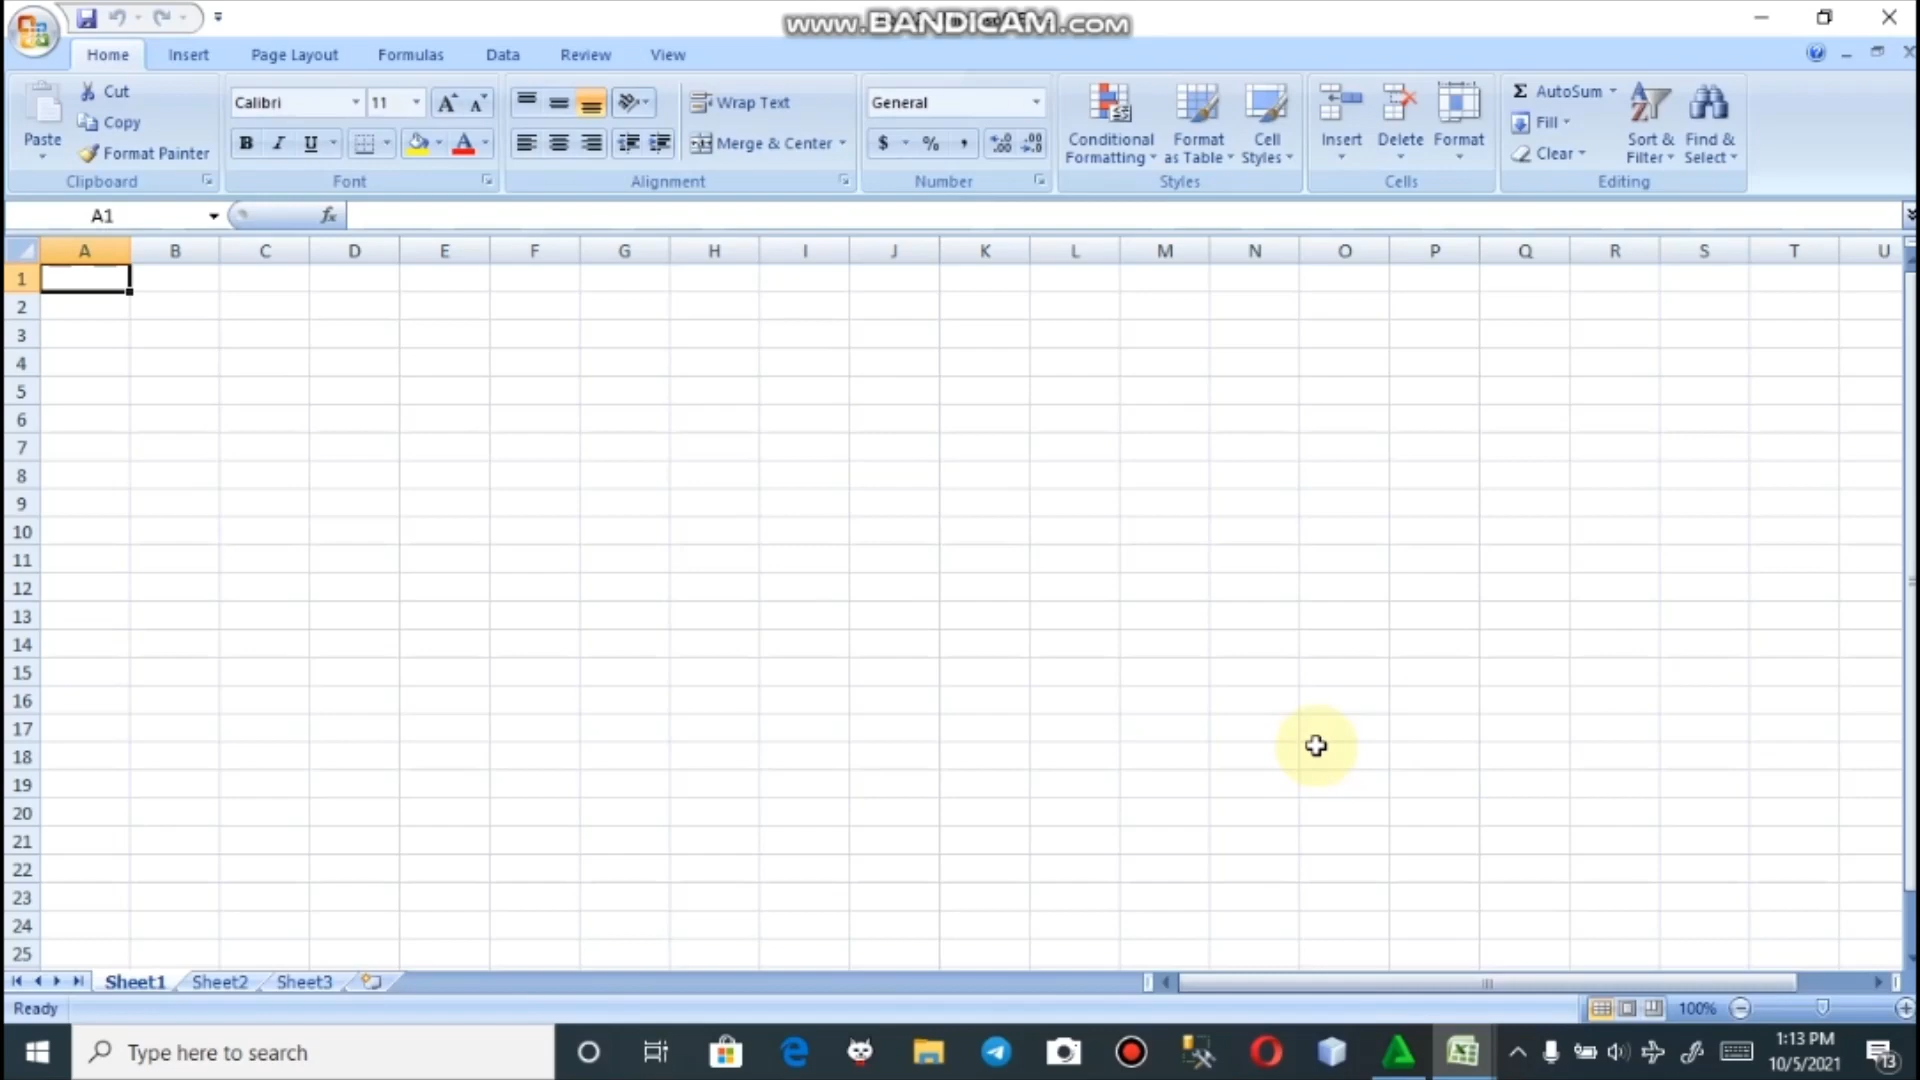 www.BANDICAM.com
Home Insert Page Layout Formulas Data Review View
Cut
Copy
Format Painter
Paste
Clipboard
Calibri 11
B I U
Font
Wrap Text
Merge & Center
Alignment
General
$ % ,
Number
Conditional
Formatting
Format
as Table
Cell
Styles
Styles
Insert Delete Format
Cells
Σ AutoSum
Fill
Clear
Sort &
Filter
Find &
Select
Editing
A1 fx
A B C D E F G H I J K L M N O P Q R S T U
1
2
3
4
5
6
7
8
9
10
11
12
13
14
15
16
17
18
19
20
21
22
23
24
25
Sheet1 Sheet2 Sheet3
Ready 100%
Type here to search
1:13 PM
10/5/2021
13